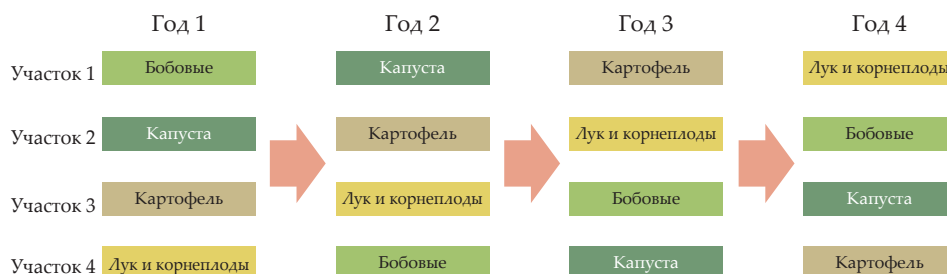 Год 1 Год 2 Год 3 Год 4
Участок 1 Бобовые Капуста Картофель Лук и корнеплоды
Участок 2 Капуста Картофель Лук и корнеплоды Бобовые
Участок 3 Картофель Лук и корнеплоды Бобовые Капуста
Участок 4 Лук и корнеплоды Бобовые Капуста Картофель